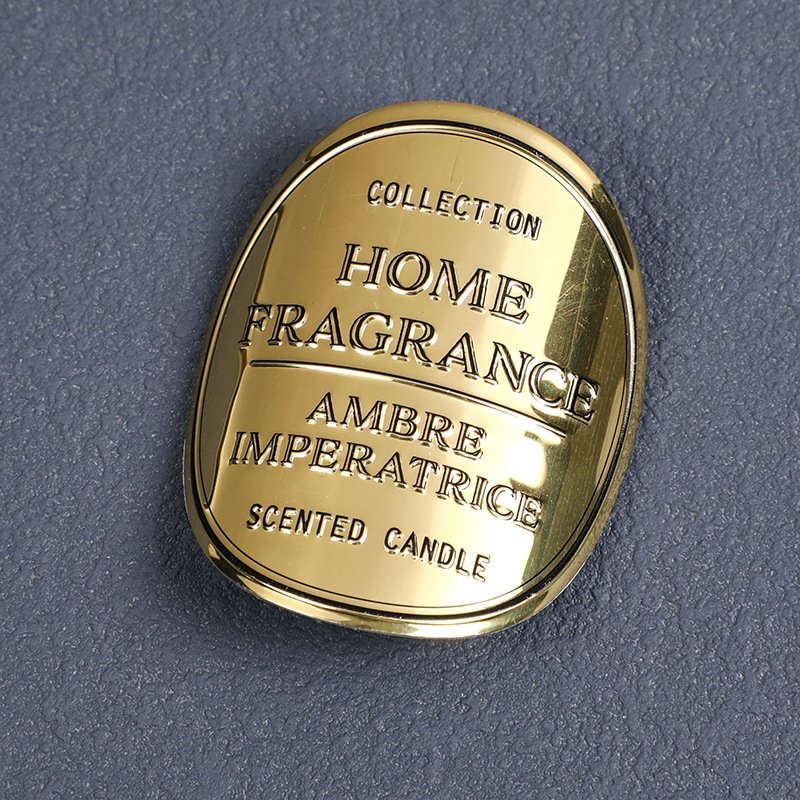 COLLECTION
HOME
FRAGRANCE
AMBRE
IMPERATRICE
SCENTED CANDLE